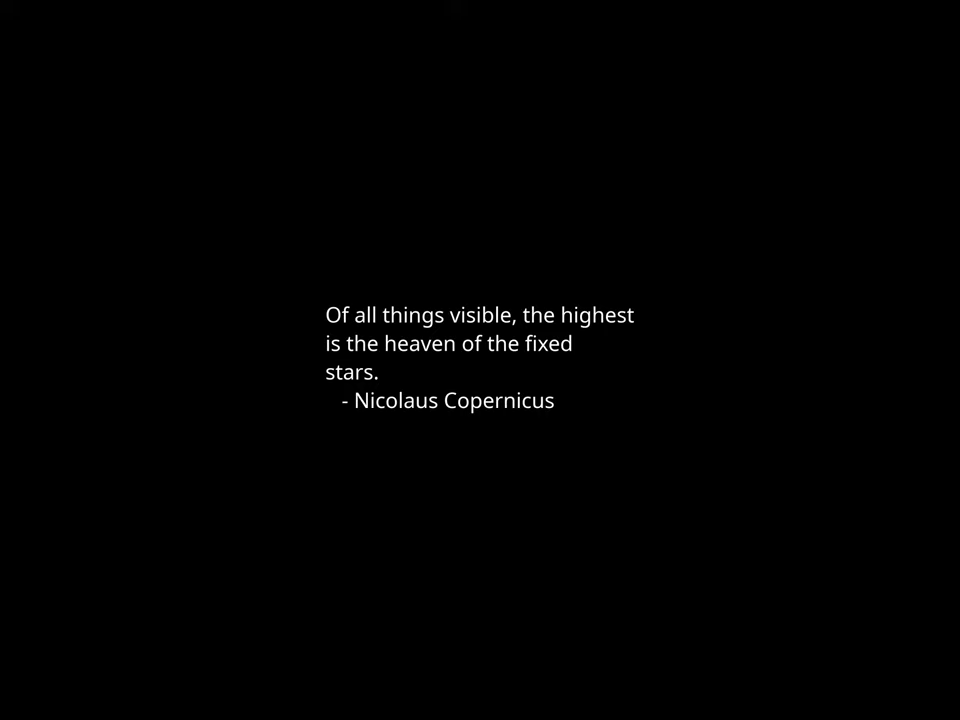 Of all things visible, the highest
is the heaven of the fixed
stars.
- Nicolaus Copernicus